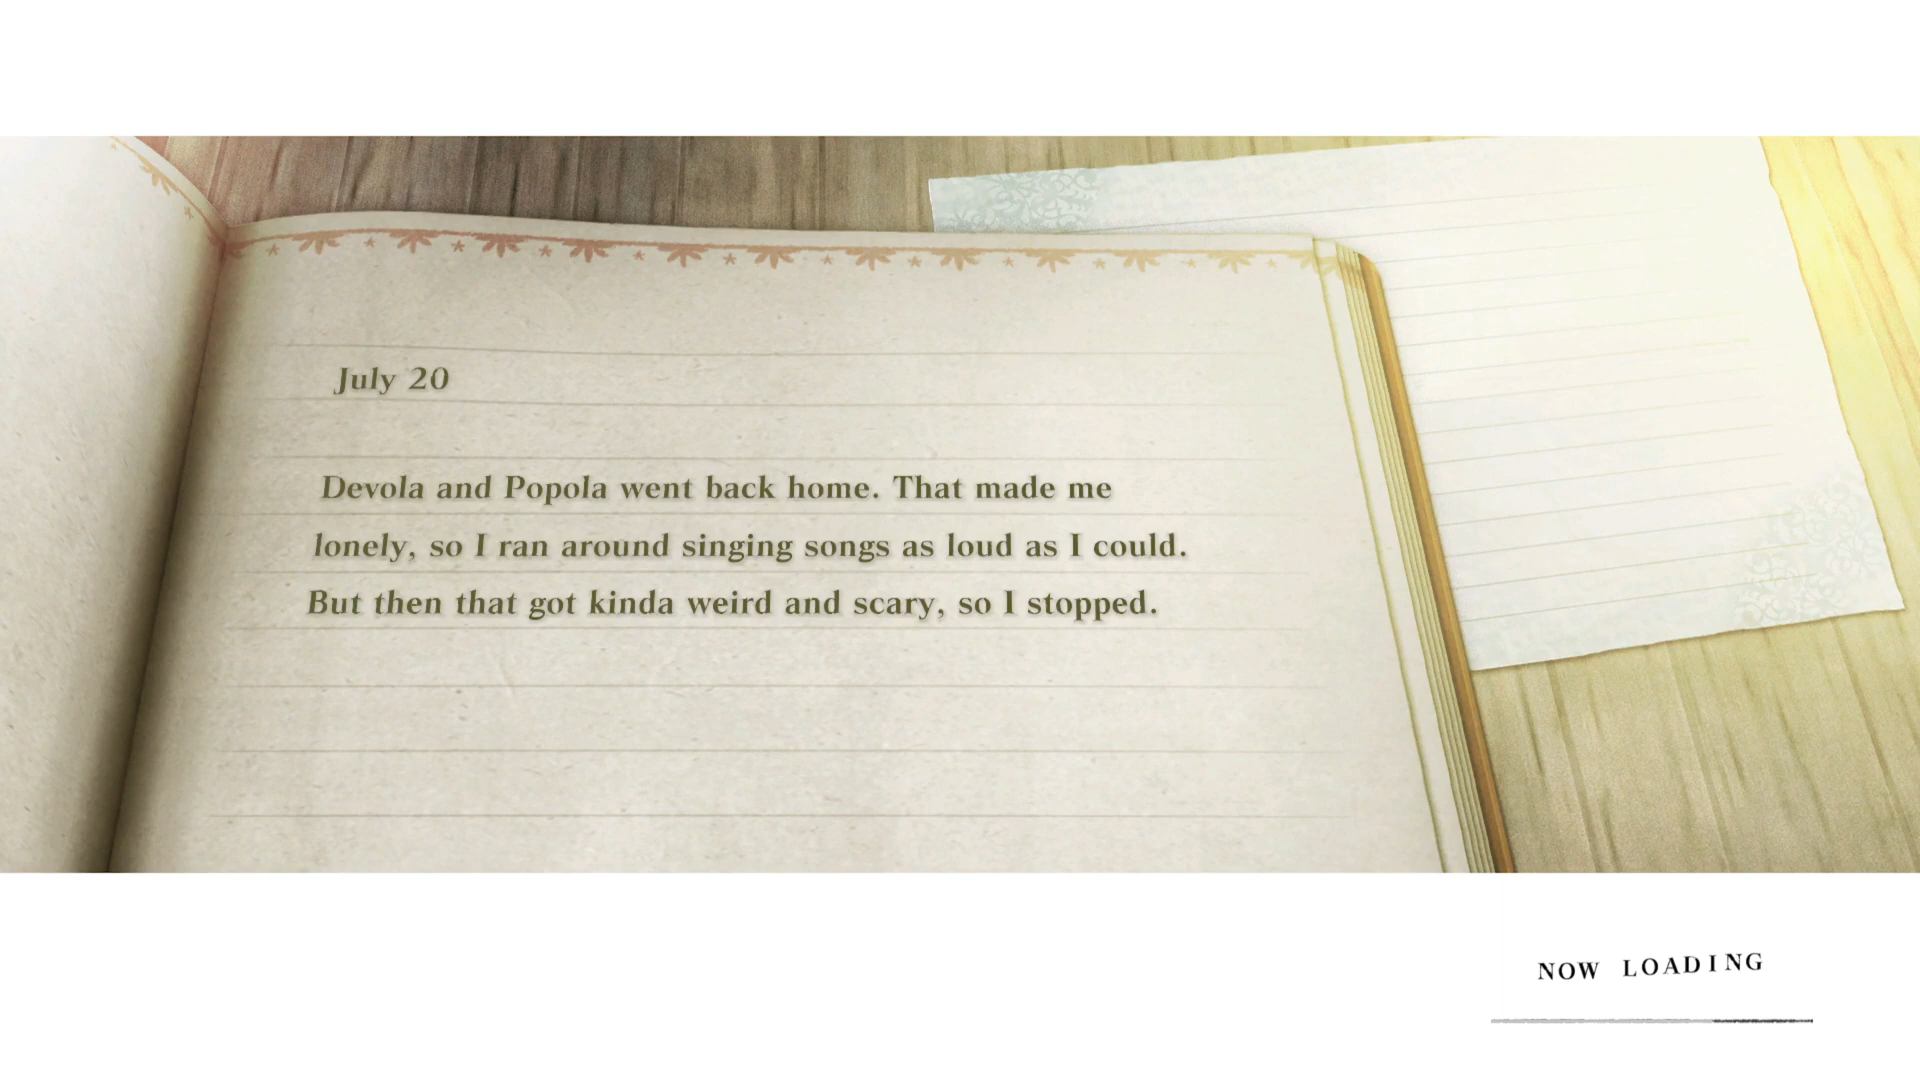 July 20
Devola and Popola went back home. That made me
lonely, so I ran around singing songs as loud as I could.
But then that got kinda weird and scary, so I stopped.
NOW LOADING